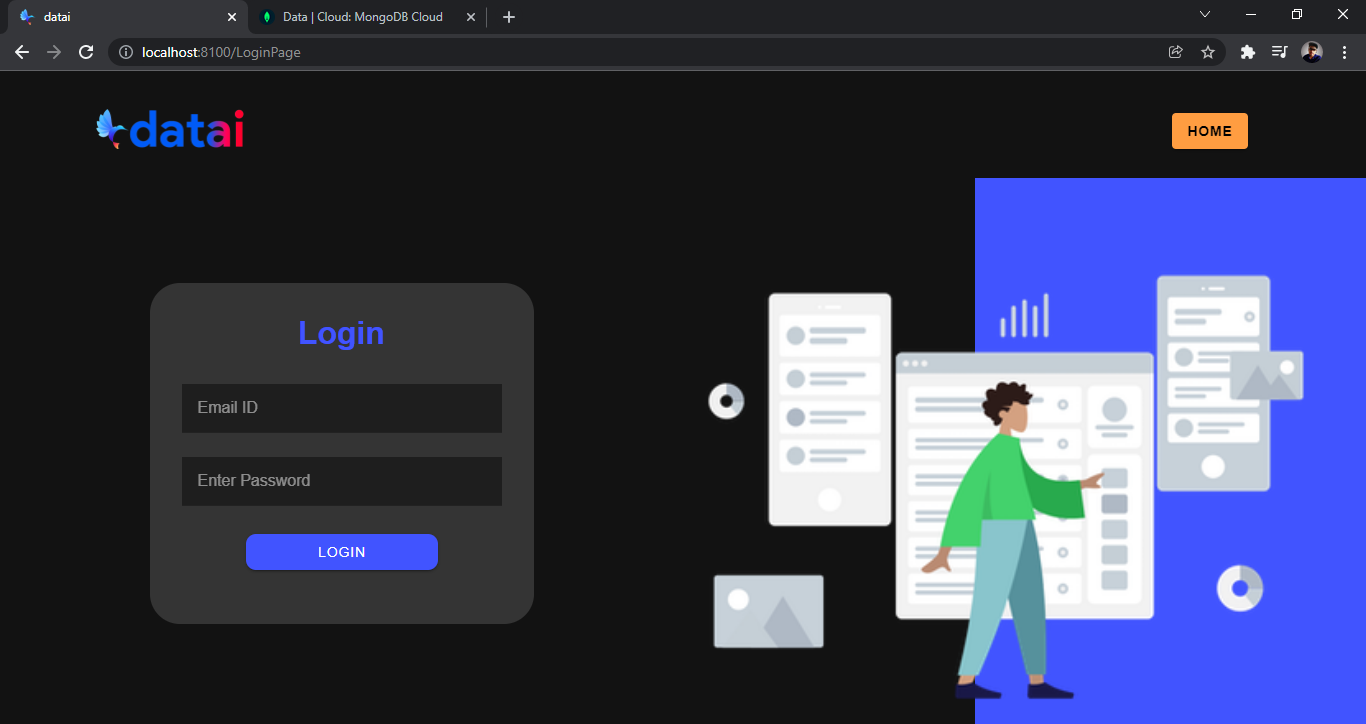 datai
Data | Cloud: MongoDB Cloud
localhost:8100/LoginPage
datai
HOME
Login
Email ID
Enter Password
LOGIN